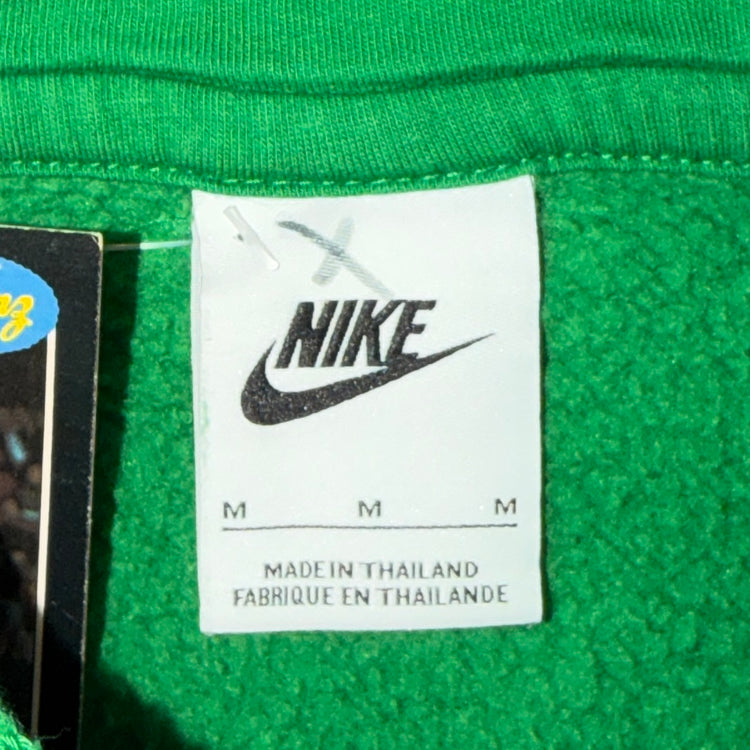 NIKE
M M M
MADE IN THAILAND
FABRIQUE EN THAILANDE